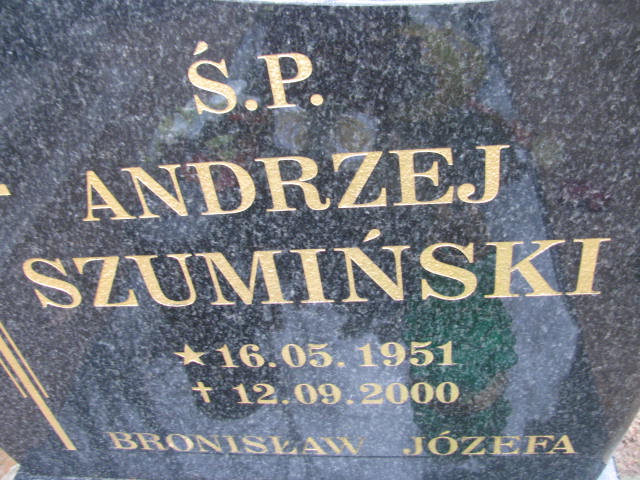 Ś.P.
ANDRZEJ
SZUMIŃSKI
★16.05.1951
✝ 12.09.2000
BRONISŁAW JÓZEFA